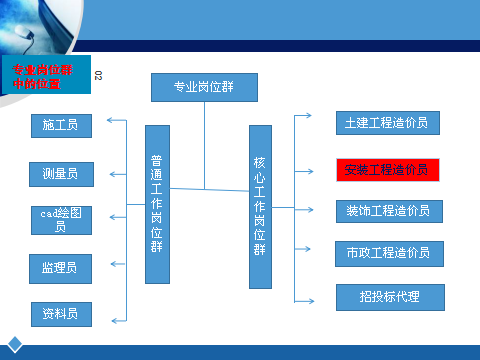 专业岗位群
中的位置
02
专业岗位群
普通工作岗位群
核心工作岗位群
施工员
测量员
cad绘图
员
监理员
资料员
土建工程造价员
安装工程造价员
装饰工程造价员
市政工程造价员
招投标代理